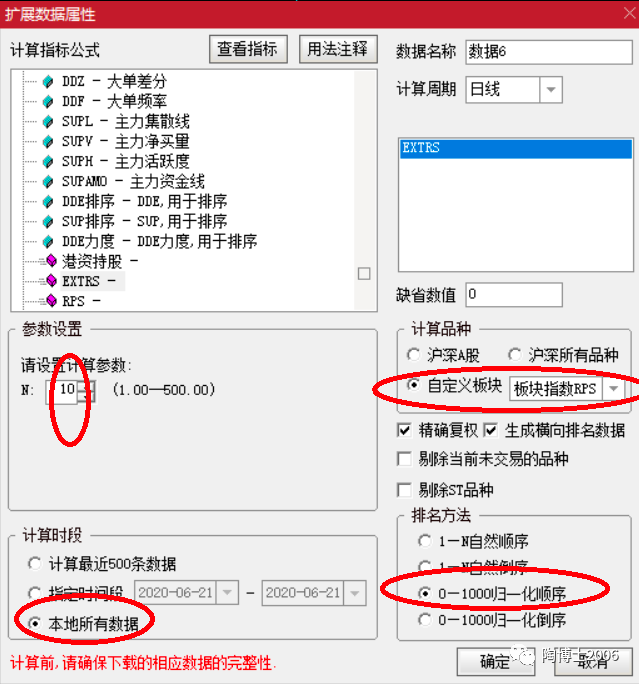 扩展数据属性
计算指标公式
查看指标
用法注释
DDZ - 大单差分
DDF - 大单频率
SUPL - 主力集散线
SUPV - 主力净买量
SUPH - 主力活跃度
SUPAMO - 主力资金线
DDE排序 - DDE,用于排序
SUP排序 - SUP,用于排序
DDE力度 - DDE力度,用于排序
港资持股 -
EXTRS -
RPS -
数据名称 数据6
计算周期 日线
EXTRS
缺省数值 0
参数设置
请设置计算参数:
N: 10 (1.00—500.00)
计算品种
沪深A股 沪深所有品种
自定义板块 板块指数RPS
精确复权 生成横向排名数据
剔除当前未交易的品种
剔除ST品种
计算时段
计算最近500条数据
指定时间段 2020-06-21 - 2020-06-21
本地所有数据
排名方法
1—N自然顺序
1—N自然倒序
0—1000归一化顺序
0—1000归一化倒序
计算前,请确保下载的相应数据的完整性.
确定
取消
陶博士2006